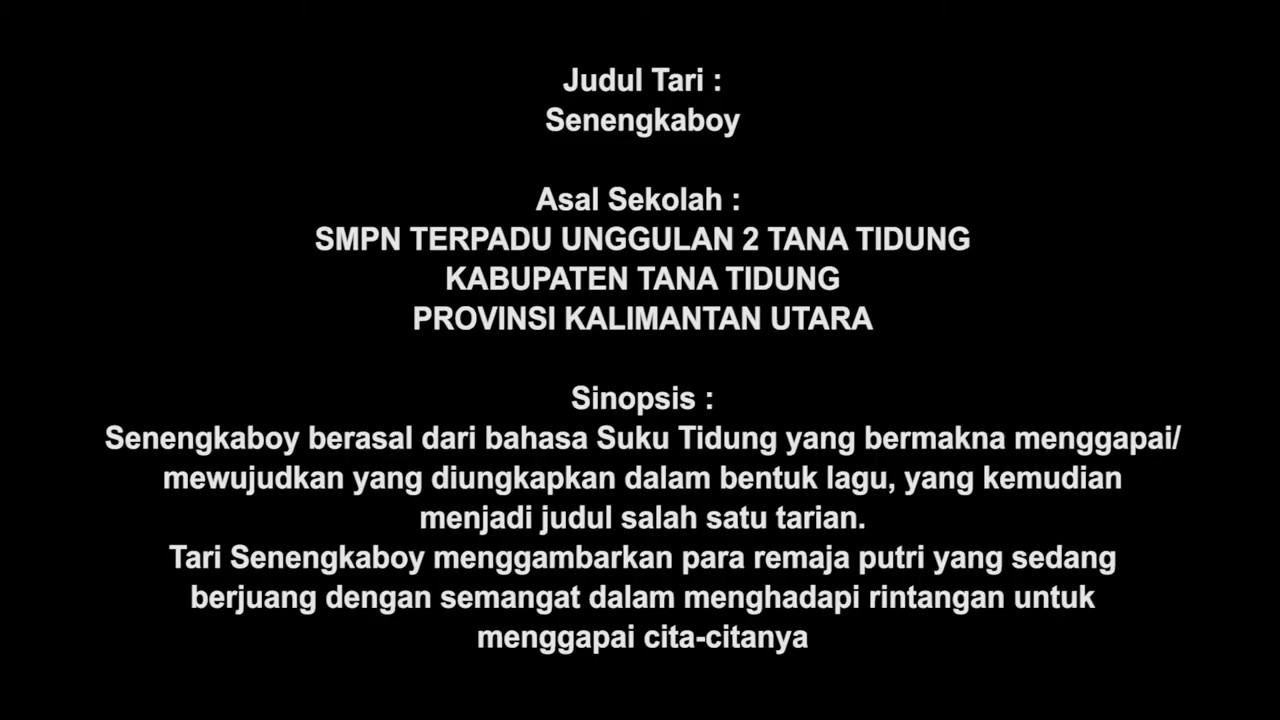 Judul Tari :
Senengkaboy
Asal Sekolah :
SMPN TERPADU UNGGULAN 2 TANA TIDUNG
KABUPATEN TANA TIDUNG
PROVINSI KALIMANTAN UTARA
Sinopsis :
Senengkaboy berasal dari bahasa Suku Tidung yang bermakna menggapai/
mewujudkan yang diungkapkan dalam bentuk lagu, yang kemudian
menjadi judul salah satu tarian.
Tari Senengkaboy menggambarkan para remaja putri yang sedang
berjuang dengan semangat dalam menghadapi rintangan untuk
menggapai cita-citanya